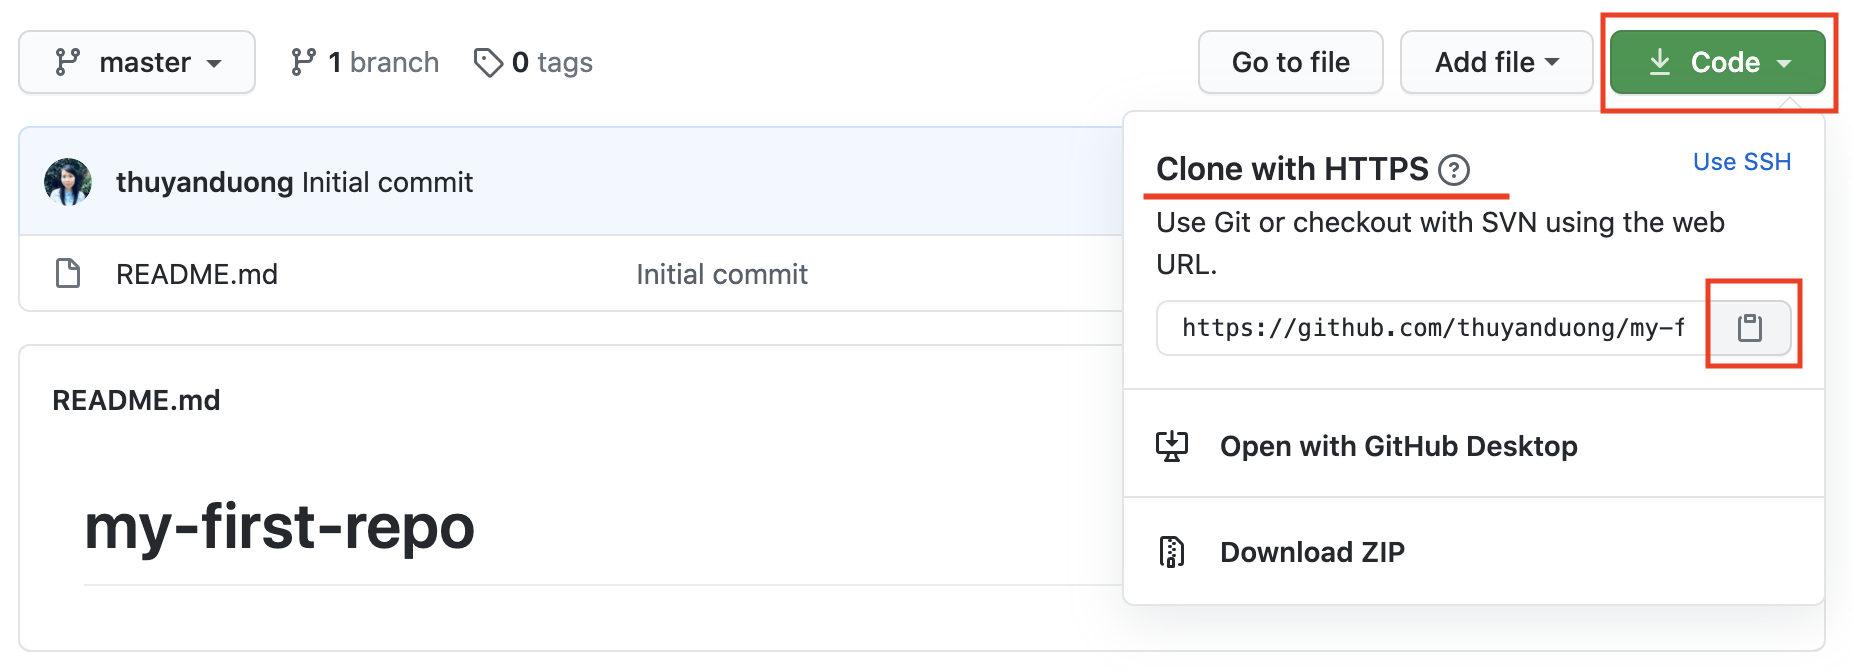 master
1 branch
0 tags
Go to file
Add file
Code
thuyanduong Initial commit
README.md
Initial commit
Clone with HTTPS ?
Use SSH
Use Git or checkout with SVN using the web
URL.
https://github.com/thuyanduong/my-f
Open with GitHub Desktop
Download ZIP
README.md
my-first-repo